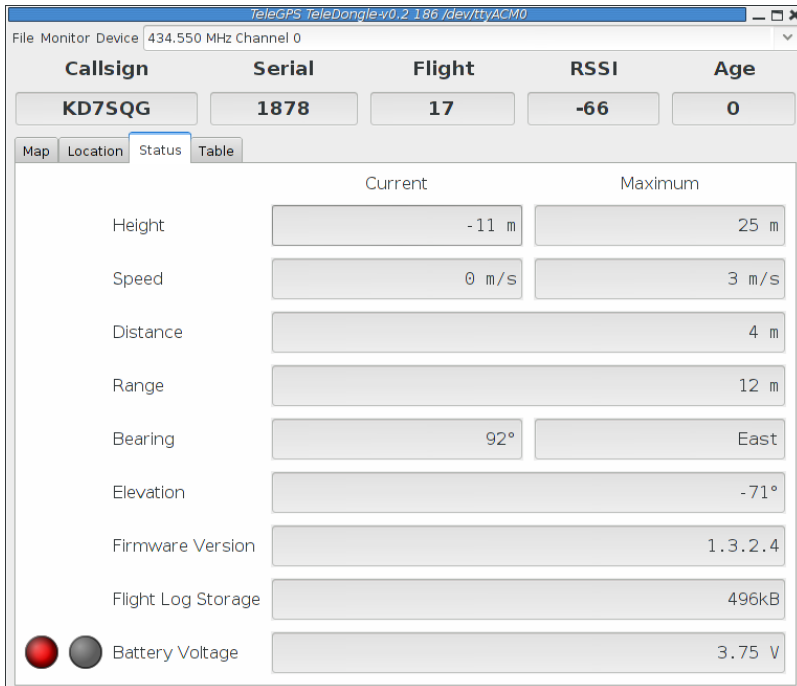 TeleGPS TeleDongle-v0.2 186 /dev/ttyACM0
File Monitor Device 434.550 MHz Channel 0
Callsign Serial Flight RSSI Age
KD7SQG 1878 17 -66 0
Map Location Status Table
Current Maximum
Height -11 m 25 m
Speed 0 m/s 3 m/s
Distance 4 m
Range 12 m
Bearing 92° East
Elevation -71°
Firmware Version 1.3.2.4
Flight Log Storage 496kB
Battery Voltage 3.75 V